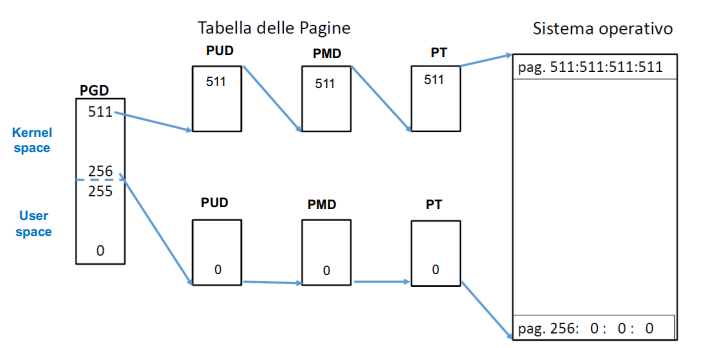 Tabella delle Pagine
Sistema operativo
PUD
PMD
PT
511
511
511
pag. 511:511:511:511
PGD
511
Kernel
space
256
255
User
space
0
PUD
PMD
PT
0
0
0
pag. 256: 0 : 0 : 0